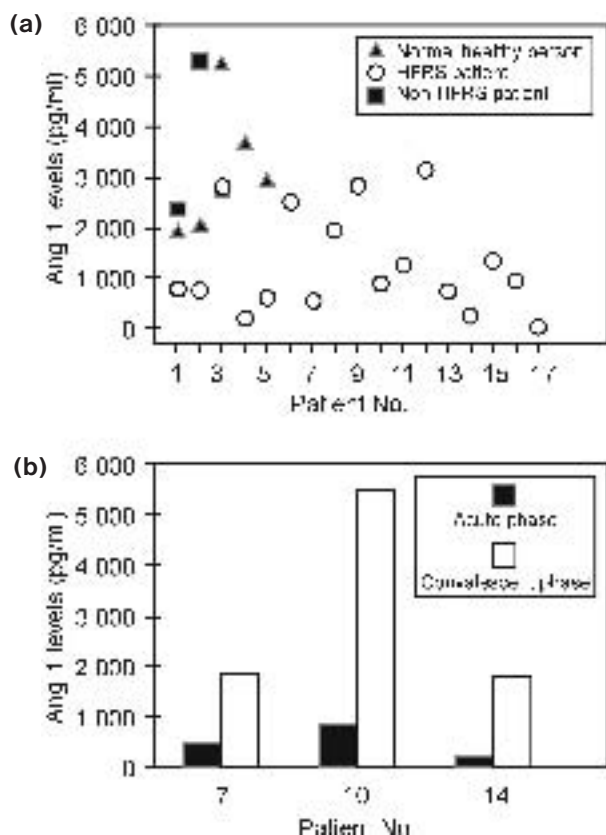 (a)
6 000
5 000
4 000
3 000
2 000
1 000
0
Ang 1 levels (pg/ml)
Normal healthy person
HFRS patient
Non HFRS patient
1 3 5 7 9 11 13 15 17
Patient No.
(b)
6 000
5 000
4 000
3 000
2 000
1 000
0
Ang 1 levels (pg/ml)
Acute phase
Convalescent phase
7 10 14
Patient No